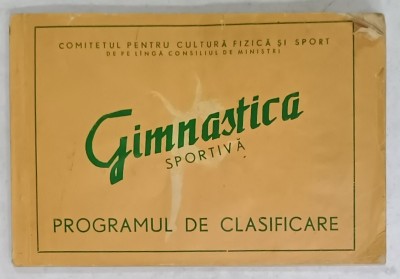 COMITETUL PENTRU CULTURĂ FIZICĂ ȘI SPORT
DE PE LÎNGĂ CONSILIUL DE MINIȘTRI
Gimnastica
SPORTIVĂ
PROGRAMUL DE CLASIFICARE